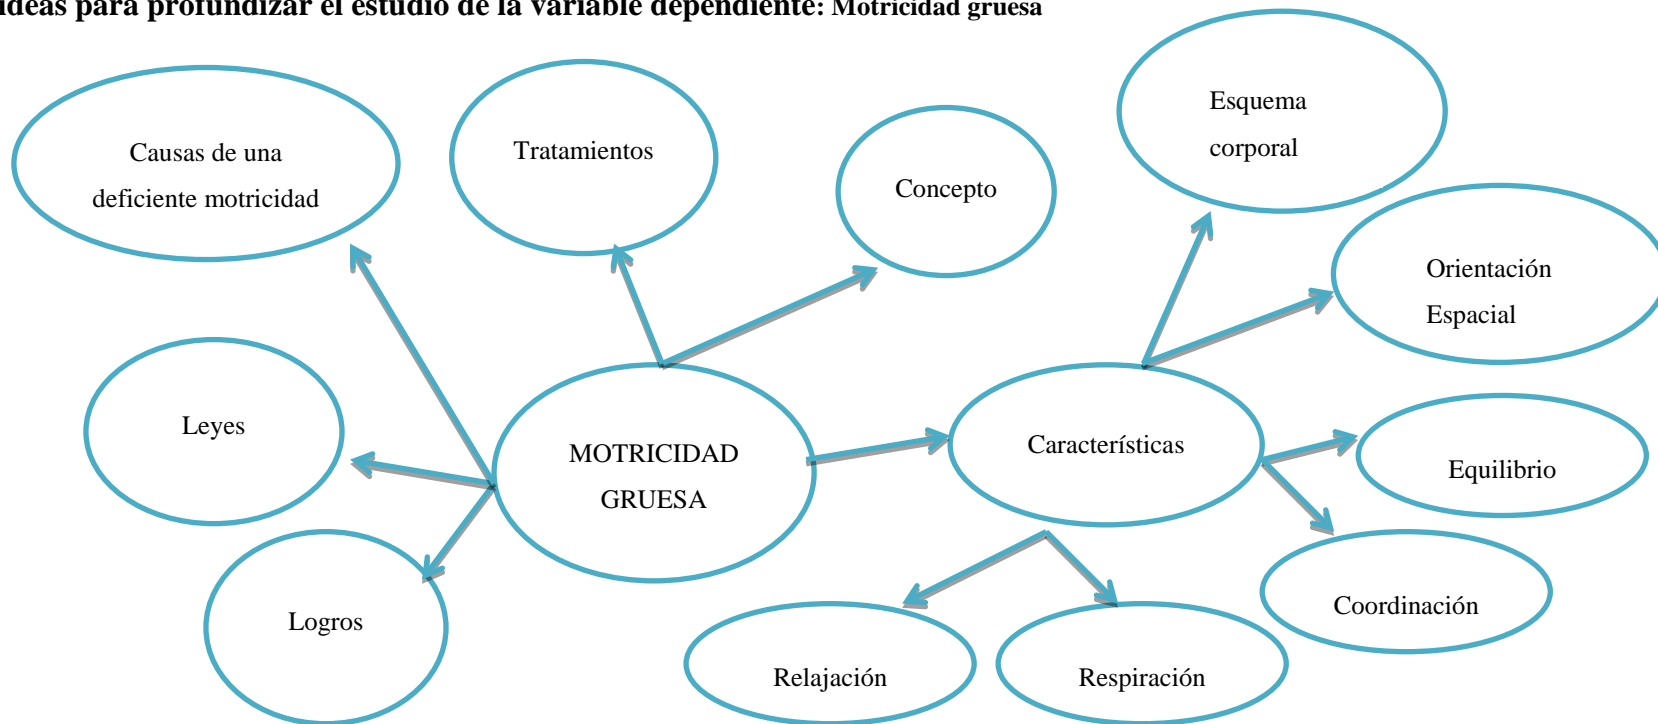 ideas para profundizar el estudio de la variable dependiente: Motricidad gruesa
Causas de una
deficiente motricidad
Tratamientos
Concepto
Esquema
corporal
Orientación
Espacial
Leyes
MOTRICIDAD
GRUESA
Características
Equilibrio
Logros
Relajación
Respiración
Coordinación